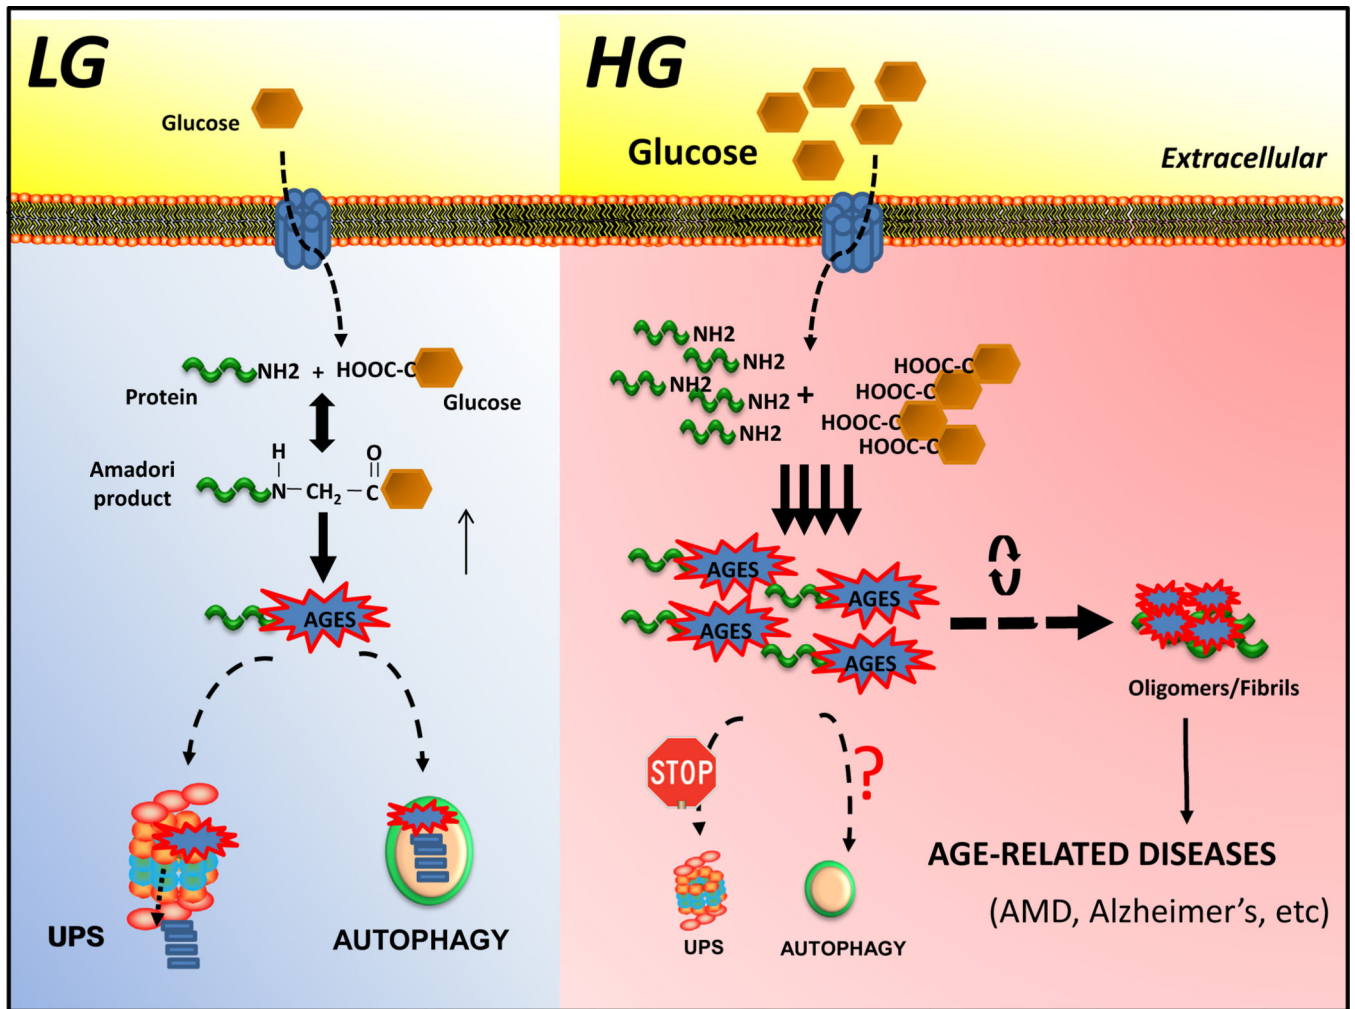 LG
Glucose
HG
Glucose
Extracellular
NH2 + HOOC-C
Protein
Glucose
H
O
Amadori
product
N
CH2
C
AGES
UPS
AUTOPHAGY
NH2
NH2
NH2
NH2
NH2
+
HOOC-C
HOOC-C
HOOC-C
HOOC-C
AGES
AGES
AGES
AGES
Oligomers/Fibrils
STOP
?
UPS
AUTOPHAGY
AGE-RELATED DISEASES
(AMD, Alzheimer’s, etc)